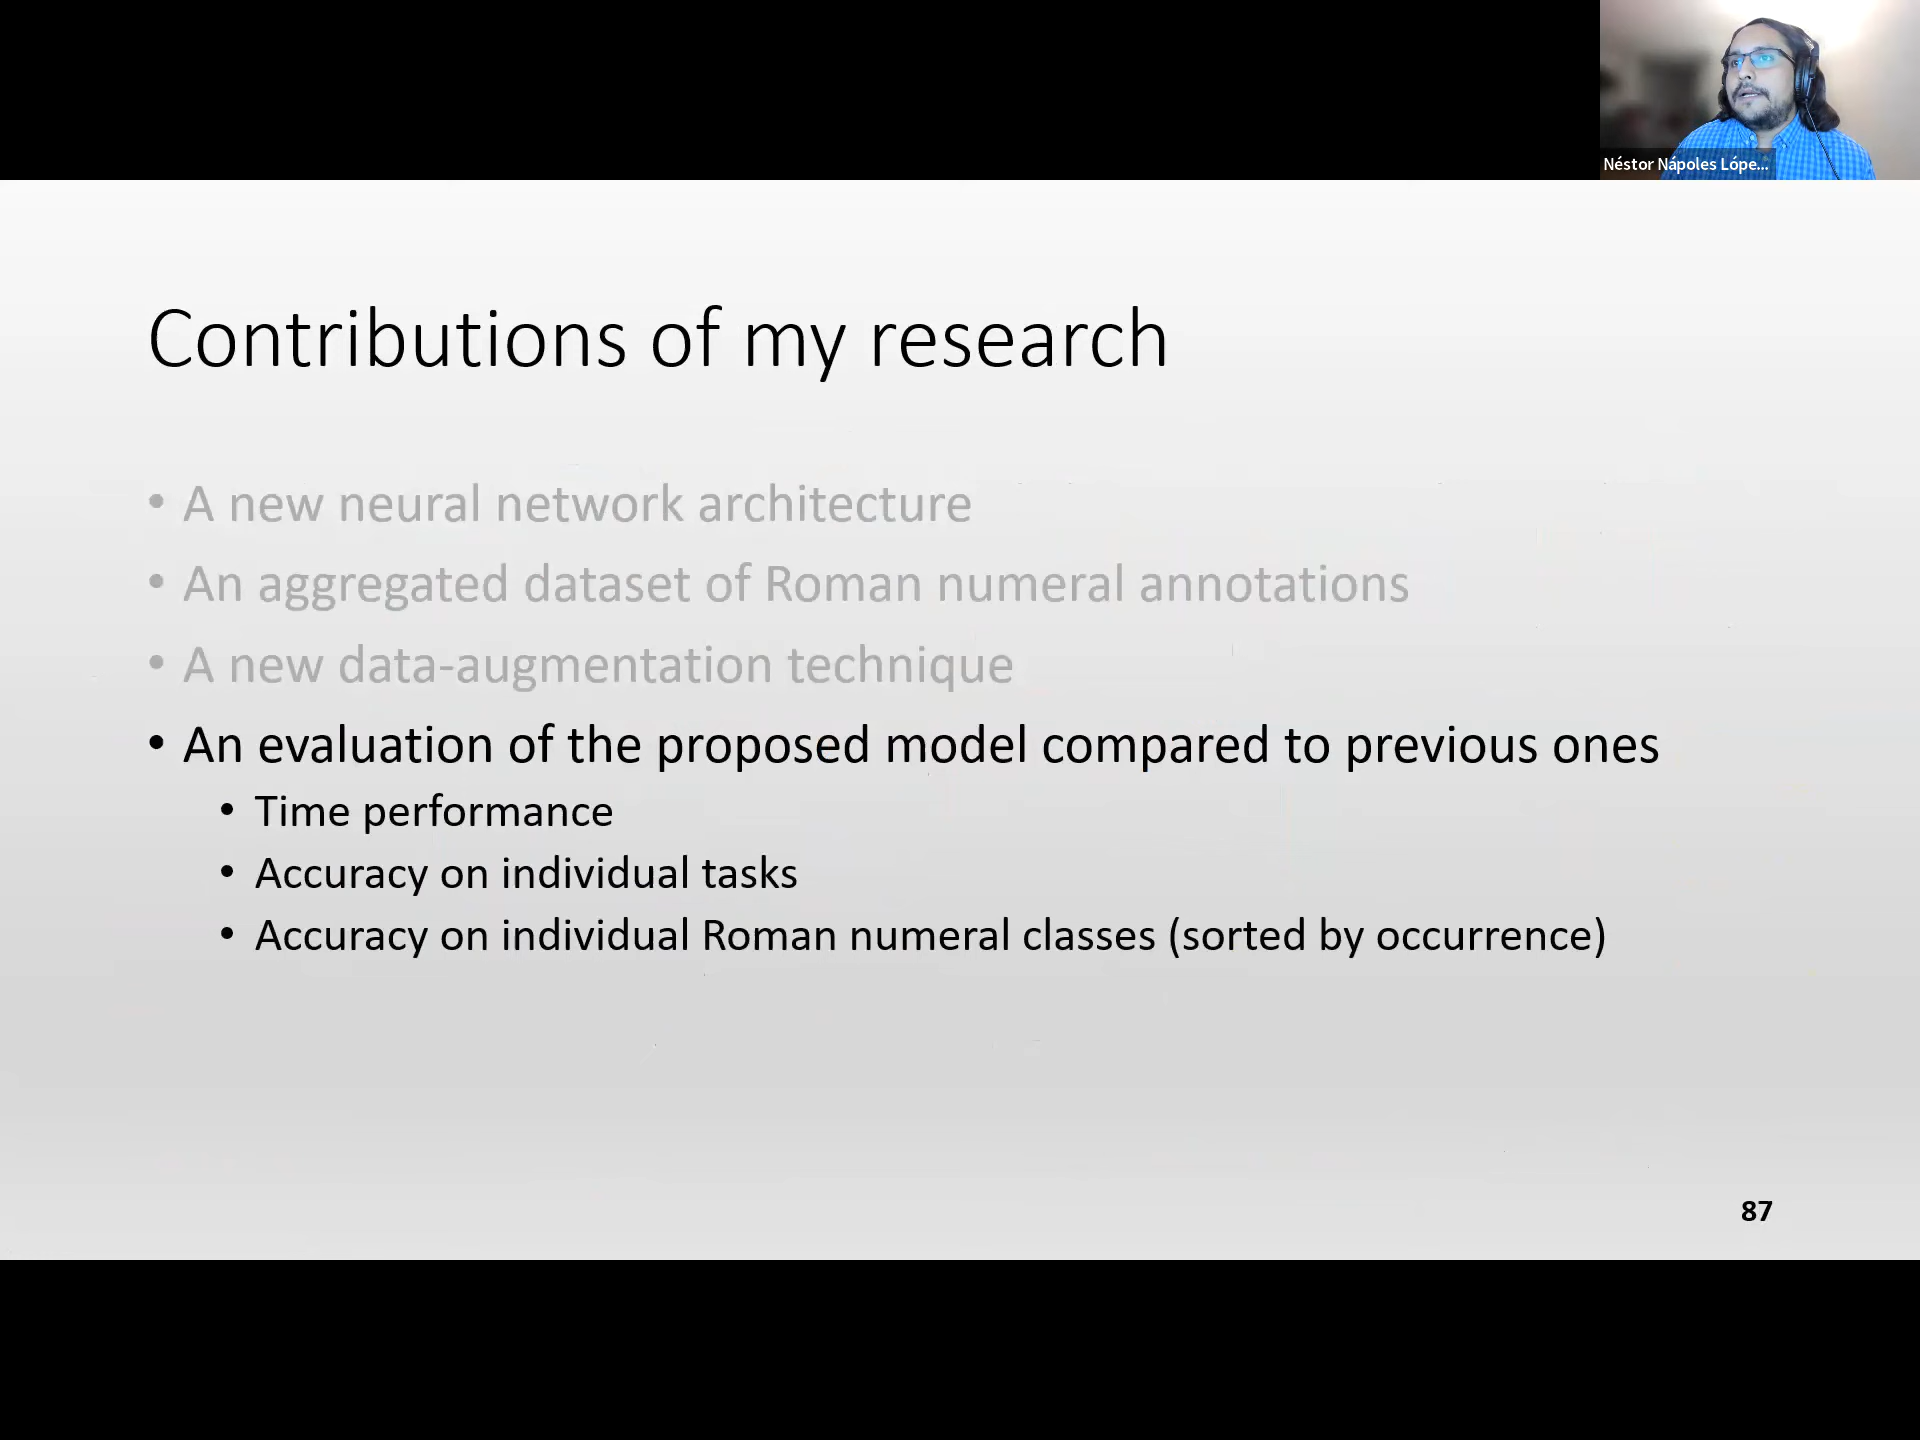 Néstor Nápoles Lópe...
Contributions of my research
• A new neural network architecture
• An aggregated dataset of Roman numeral annotations
• A new data-augmentation technique
• An evaluation of the proposed model compared to previous ones
• Time performance
• Accuracy on individual tasks
• Accuracy on individual Roman numeral classes (sorted by occurrence)
87